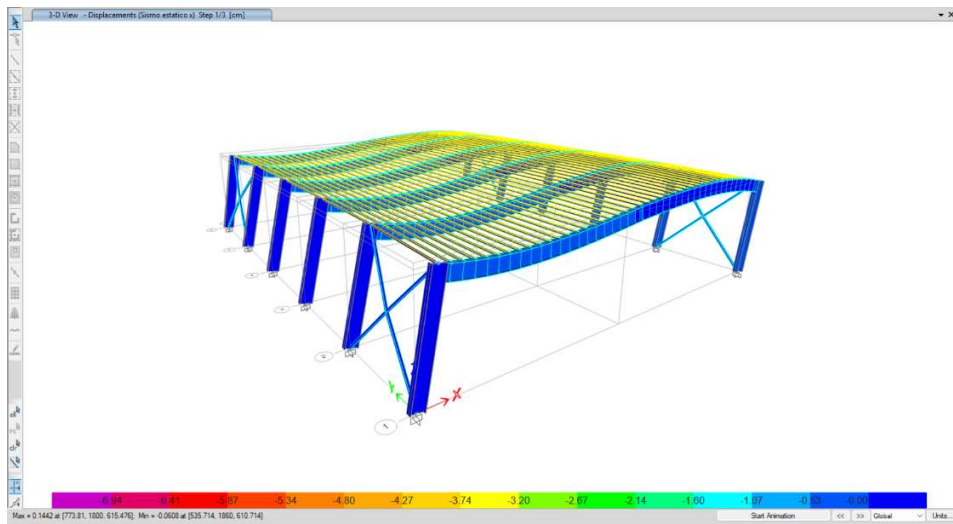 3-D View - Displacements (Sismo estatico x) Step 1/3 [cm]
Y
X
2
1
-6.94 -6.41 -5.87 -5.34 -4.80 -4.27 -3.74 -3.20 -2.67 -2.14 -1.60 -1.07 -0.53 -0.00
Max = 0.1442 at [773.81, 1800, 615.476]; Min = -0.0608 at [535.714, 1860, 610.714]
Start Animation << >> Global Units...